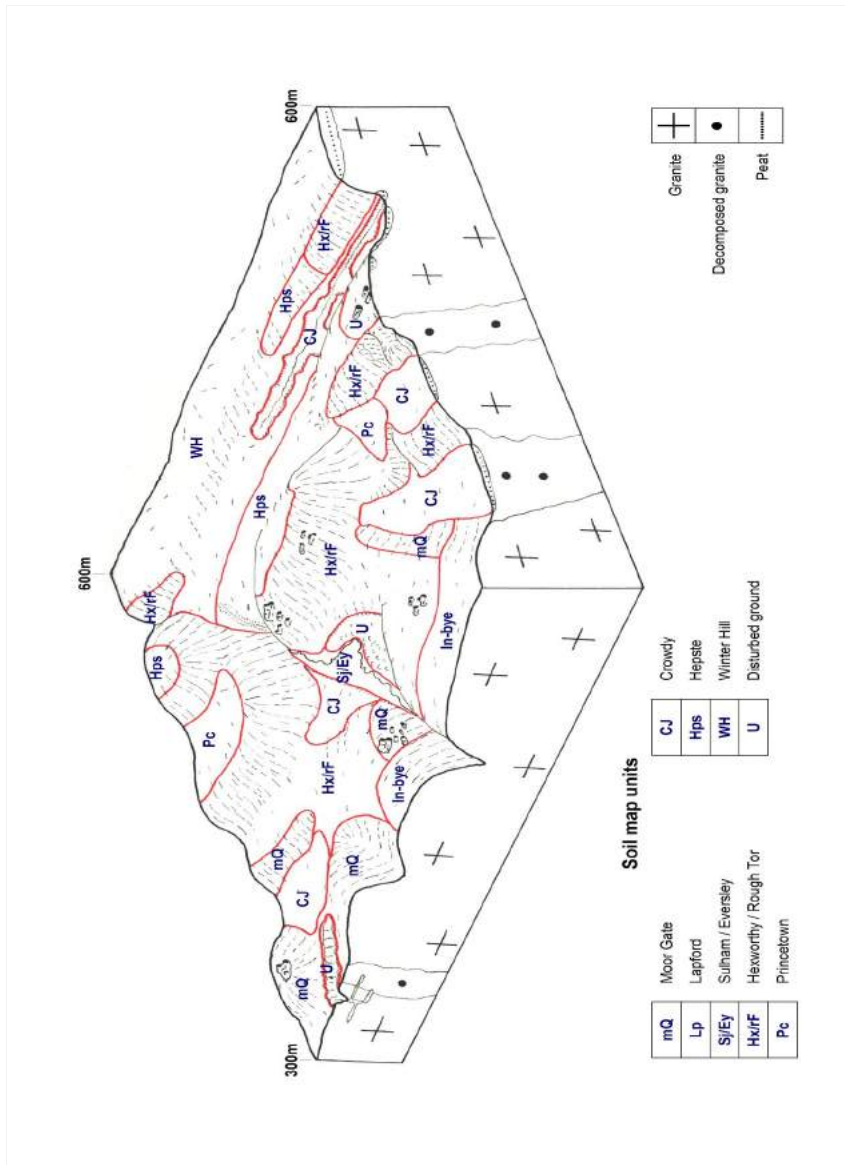 600m
Hx/rF
Hps
WH
Pc
Hps
mQ
Hps
300m
600m
CJ
mQ
CJ
Hx/rF
U
Hx/rF
Hx/rF
CJ
Sj/Ey
mQ
U
Hx/rF
U
Pc
mQ
In-bye
CJ
mQ
Hx/rF
CJ
In-bye
Soil map units
mQ Moor Gate
Lp Lapford
Sj/Ey Sulham / Eversley
Hx/rF Hexworthy / Rough Tor
Pc Princetown
CJ Crowdy
Hps Hepste
WH Winter Hill
U Disturbed ground
Granite
Decomposed granite
Peat